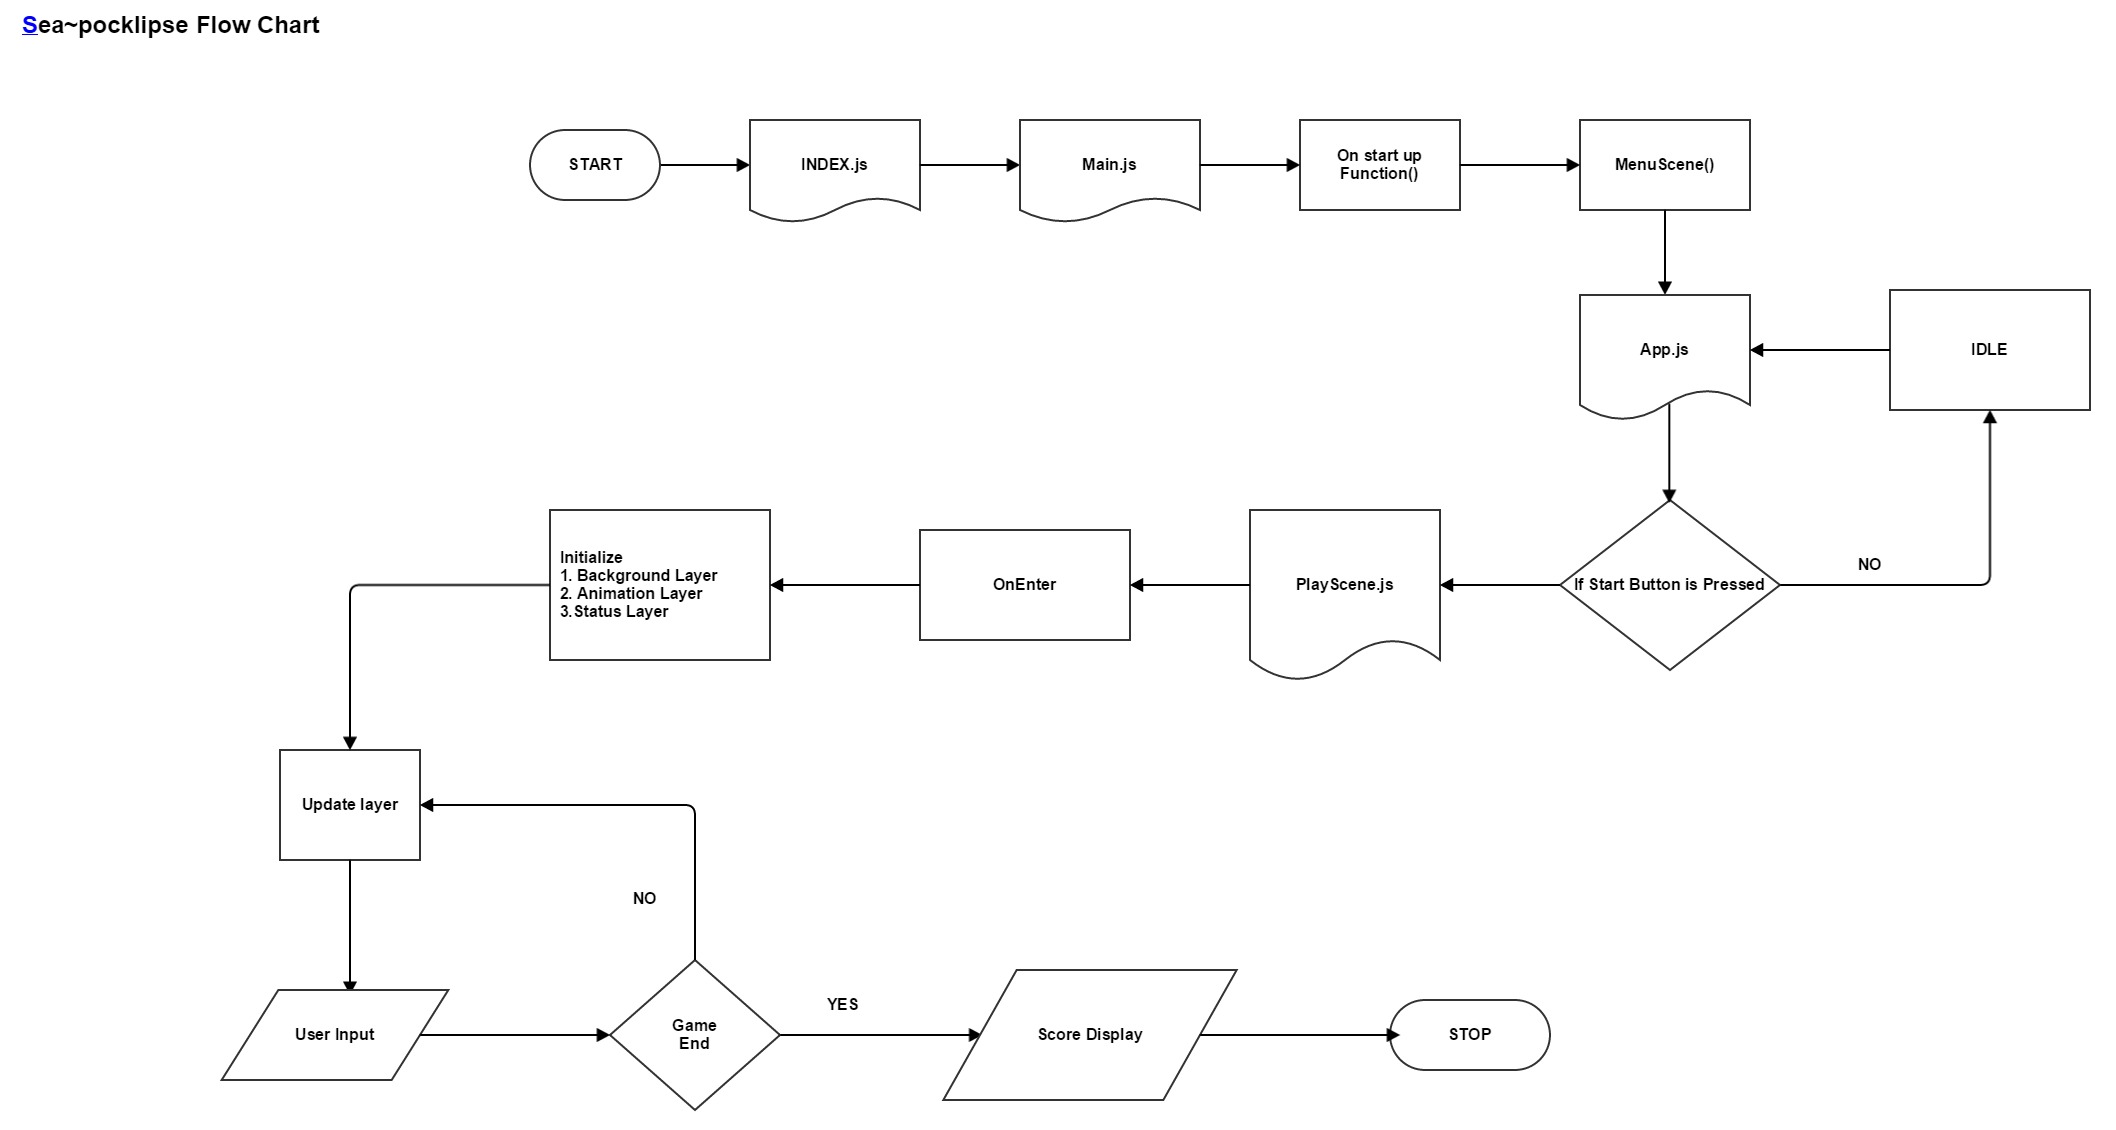 Sea~pocklipse Flow Chart
START
INDEX.js
Main.js
On start up
Function()
MenuScene()
App.js
IDLE
Initialize
1. Background Layer
2. Animation Layer
3.Status Layer
OnEnter
PlayScene.js
If Start Button is Pressed
NO
Update layer
NO
User Input
Game
End
YES
Score Display
STOP